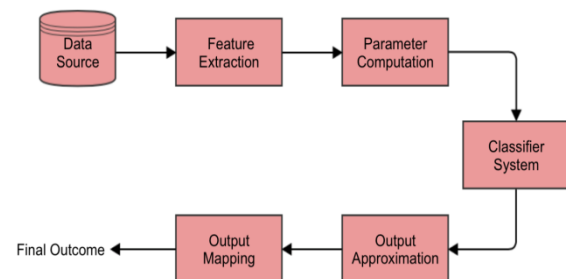 Data
Source
Feature
Extraction
Parameter
Computation
Classifier
System
Output
Approximation
Output
Mapping
Final Outcome